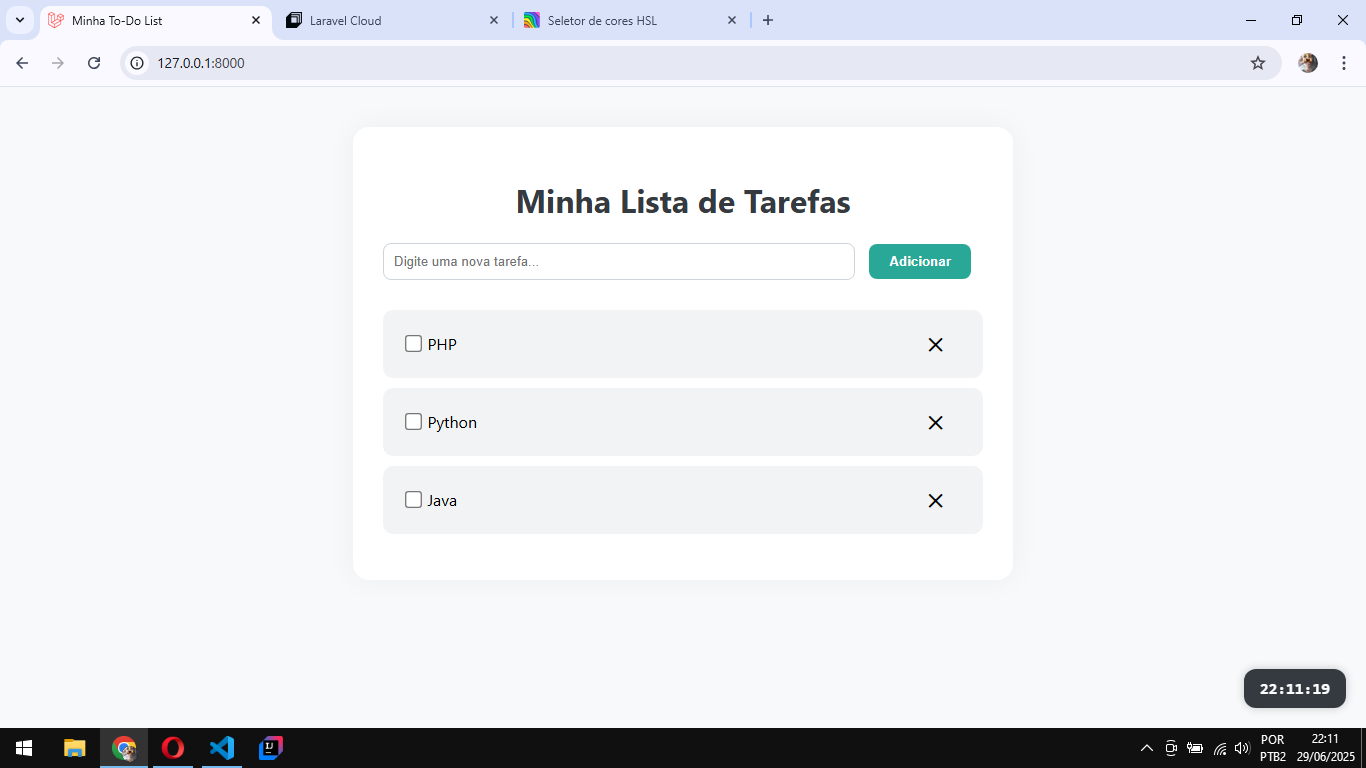 Minha To-Do List
Laravel Cloud
Seletor de cores HSL
127.0.0.1:8000
Minha Lista de Tarefas
Digite uma nova tarefa...
Adicionar
PHP
Python
Java
22:11:19
IJ
POR
PTB2
22:11
29/06/2025